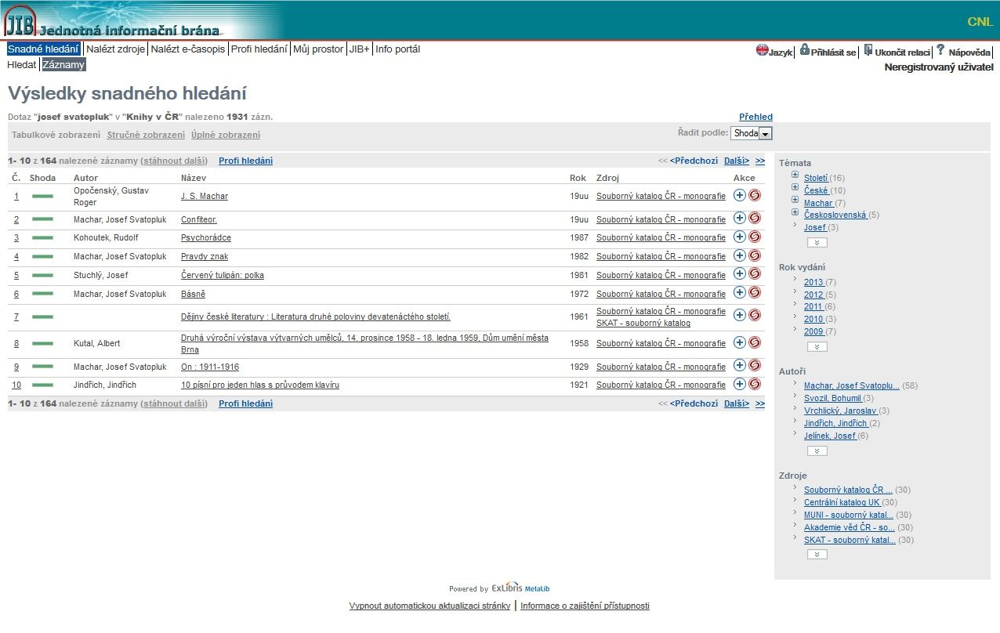 JIB Jednotná informační brána
CNL
Snadné hledání Nalézt zdroje Nalézt e-časopis Profi hledání Můj prostor JIB+ Info portál
Jazyk Přihlásit se Ukončit relaci Nápověda
Hledat Záznamy
Neregistrovaný uživatel
Výsledky snadného hledání
Dotaz "josef svatopluk" v "Knihy v ČR" nalezeno 1931 zázn.
Přehled
Tabulkové zobrazení Stručné zobrazení Úplné zobrazení
Řadit podle: Shoda
1- 10 z 164 nalezené záznamy (stáhnout další) Profi hledání
<< <Předchozí Další> >>
Č. Shoda Autor Název Rok Zdroj Akce
1 Opočenský, Gustav Roger J. S. Machar 19uu Souborný katalog ČR - monografie
2 Machar, Josef Svatopluk Confiteor. 19uu Souborný katalog ČR - monografie
3 Kohoutek, Rudolf Psychorádce 1987 Souborný katalog ČR - monografie
4 Machar, Josef Svatopluk Pravdy znak 1982 Souborný katalog ČR - monografie
5 Stuchlý, Josef Červený tulipán: polka 1981 Souborný katalog ČR - monografie
6 Machar, Josef Svatopluk Básně 1972 Souborný katalog ČR - monografie
7 Dějiny české literatury : Literatura druhé poloviny devatenáctého století. 1961 Souborný katalog ČR - monografie
SKAT - souborný katalog
8 Kutal, Albert Druhá výroční výstava výtvarných umělců, 14. prosince 1958 - 18. ledna 1959, Dům umění města Brna 1958 Souborný katalog ČR - monografie
9 Machar, Josef Svatopluk On : 1911-1916 1929 Souborný katalog ČR - monografie
10 Jindřich, Jindřich 10 písní pro jeden hlas s průvodem klavíru 1921 Souborný katalog ČR - monografie
1- 10 z 164 nalezené záznamy (stáhnout další) Profi hledání
<< <Předchozí Další> >>
Témata
Století (16)
České (10)
Machar (7)
Československá (5)
Josef (3)
Rok vydání
2013 (7)
2012 (5)
2011 (6)
2010 (3)
2009 (7)
Autoři
Machar, Josef Svatoplu... (58)
Svozil, Bohumil (3)
Vrchlický, Jaroslav (3)
Jindřich, Jindřich (2)
Jelínek, Josef (6)
Zdroje
Souborný katalog ČR ... (30)
Centrální katalog UK (30)
MUNI - souborný katal... (30)
Akademie věd ČR - so... (30)
SKAT - souborný katal... (30)
Powered by ExLibris MetaLib
Vypnout automatickou aktualizaci stránky Informace o zajištění přístupnosti